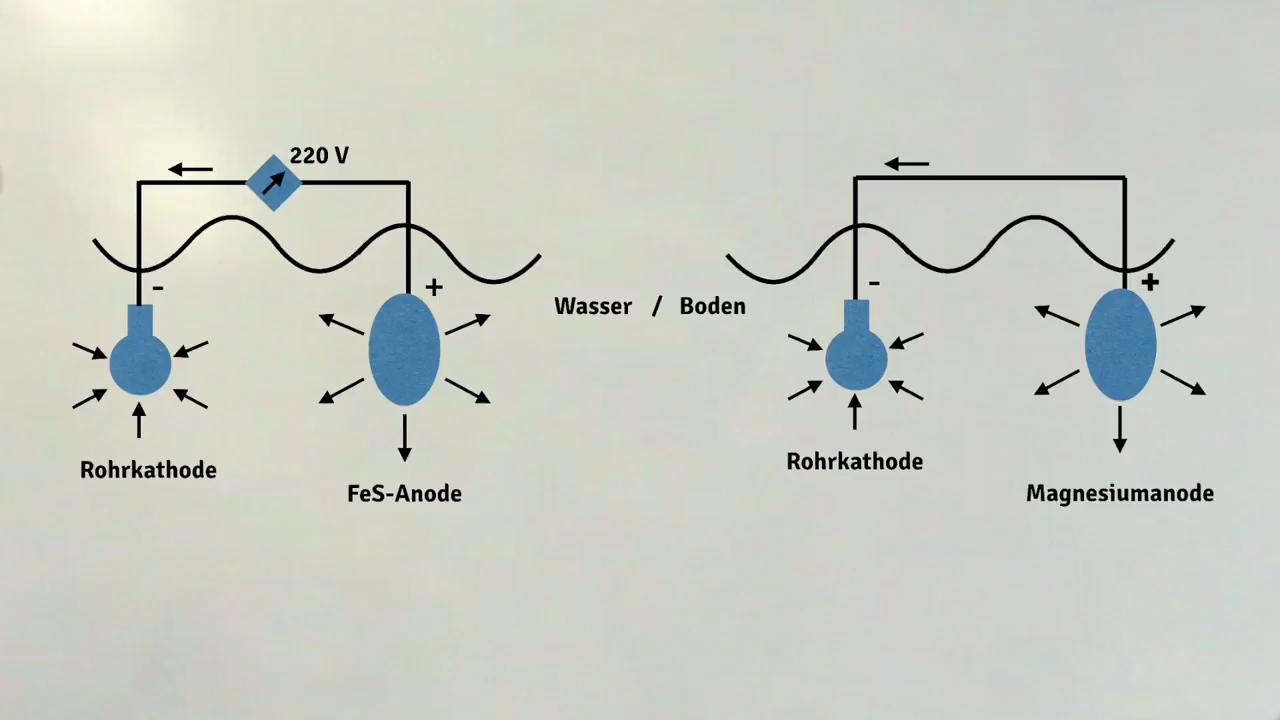 220 V
-
+
Rohrkathode
FeS-Anode
Wasser / Boden
-
+
Rohrkathode
Magnesiumanode